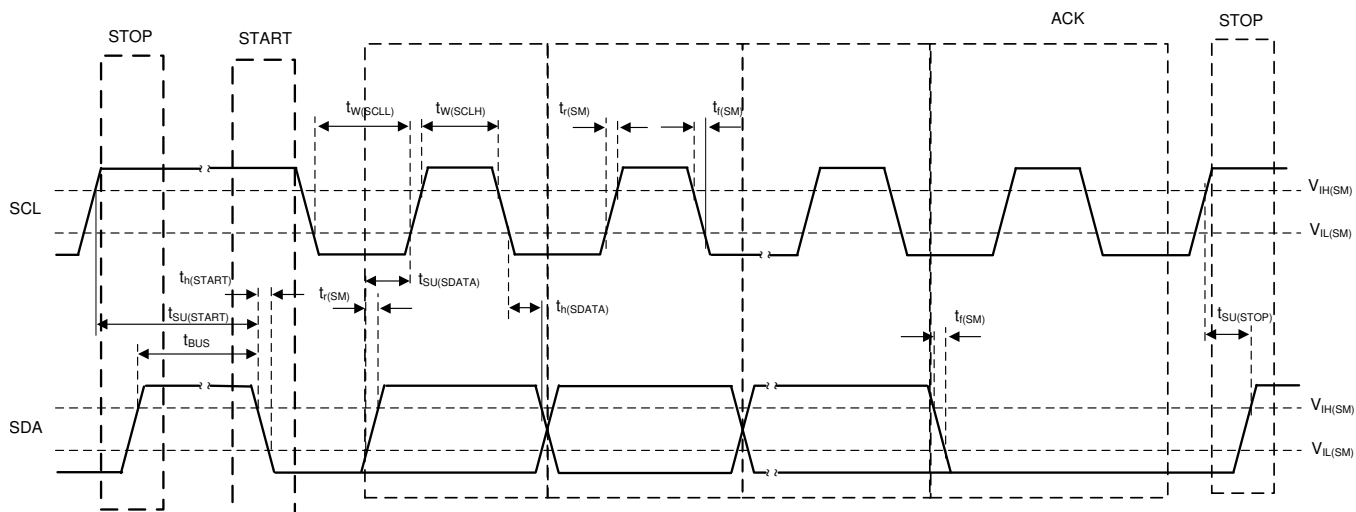 ACK
STOP START STOP
tW(SCLL) tW(SCLH) tr(SM) tf(SM)
VIH(SM)
SCL
VIL(SM)
th(START) tr(SM) tSU(SDATA) th(SDATA)
tSU(START) tf(SM) tSU(STOP)
tBUS
VIH(SM)
SDA
VIL(SM)